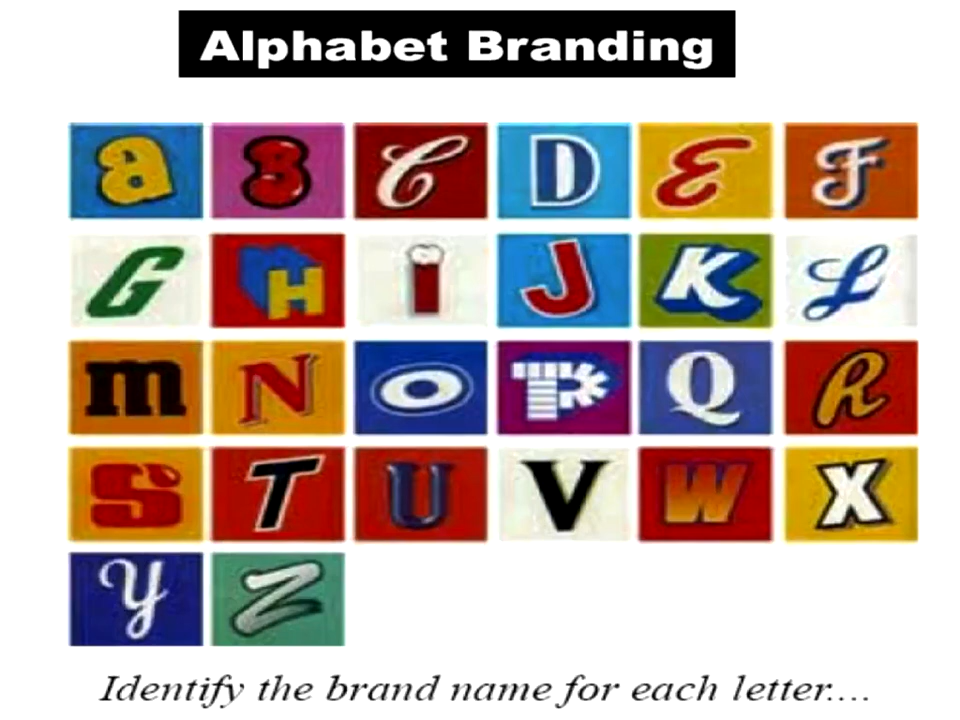 Alphabet Branding
a B C D E F
G H i J K L
m N O P Q R
S T U V W X
Y Z
Identify the brand name for each letter....